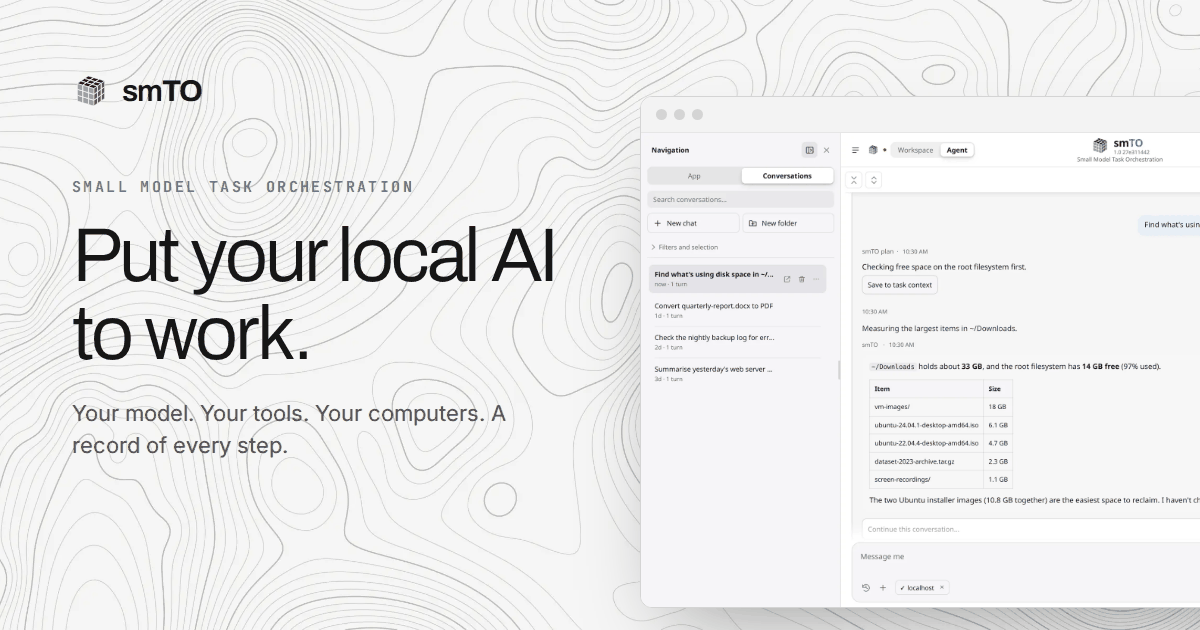 smTO
SMALL MODEL TASK ORCHESTRATION
Put your local AI
to work.
Your model. Your tools. Your computers. A
record of every step.
Navigation
App
Conversations
Search conversations...
New chat
New folder
Filters and selection
Find what's using disk space in ~/...
now · 1 turn
Convert quarterly-report.docx to PDF
1d · 1 turn
Check the nightly backup log for err...
2d · 1 turn
Summarise yesterday's web server ...
3d · 1 turn
Workspace
Agent
smTO
Small Model Task Orchestration
Find what's usin
smTO plan · 10:30 AM
Checking free space on the root filesystem first.
Save to task context
10:30 AM
Measuring the largest items in ~/Downloads.
smTO · 10:30 AM
~/Downloads holds about 33 GB, and the root filesystem has 14 GB free (97% used).
Item Size
vm-images/ 18 GB
ubuntu-24.04.1-desktop-amd64.iso 6.1 GB
ubuntu-22.04.4-desktop-amd64.iso 4.7 GB
dataset-2023-archive.tar.gz 2.3 GB
screen-recordings/ 1.1 GB
The two Ubuntu installer images (10.8 GB together) are the easiest space to reclaim. I haven't ch
Continue this conversation...
Message me
✓ localhost ×